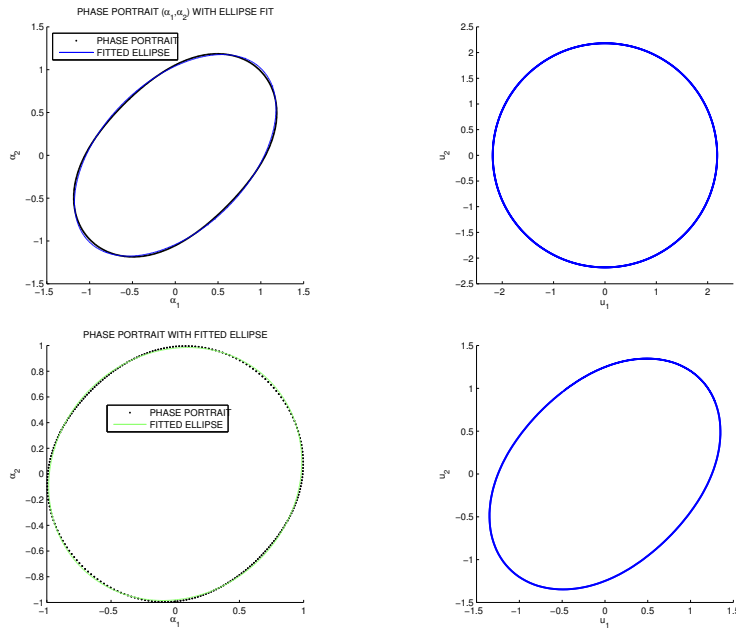 PHASE PORTRAIT (α1,α2) WITH ELLIPSE FIT
PHASE PORTRAIT
FITTED ELLIPSE
1.5
1
0.5
0
−0.5
−1
−1.5
α2
−1.5 −1 −0.5 0 0.5 1 1.5
α1
2.5
2
1.5
1
0.5
0
−0.5
−1
−1.5
−2
−2.5
u2
−2 −1 0 1 2
u1
PHASE PORTRAIT WITH FITTED ELLIPSE
PHASE PORTRAIT
FITTED ELLIPSE
1
0.8
0.6
0.4
0.2
0
−0.2
−0.4
−0.6
−0.8
−1
α2
−1 −0.5 0 0.5 1
α1
1.5
1
0.5
0
−0.5
−1
−1.5
u2
−1.5 −1 −0.5 0 0.5 1 1.5
u1